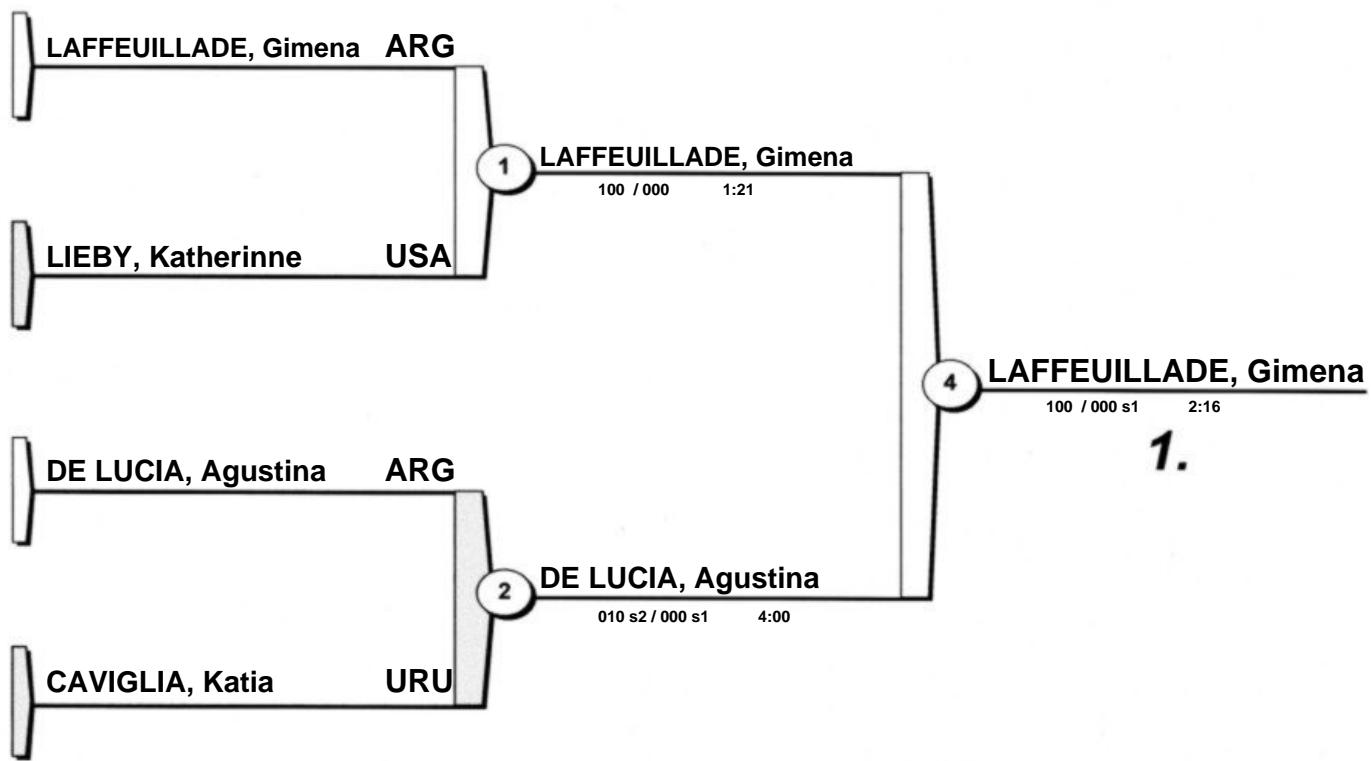 LAFFEUILLADE, Gimena ARG
1 LAFFEUILLADE, Gimena
100 / 000 1:21
LIEBY, Katherinne USA
4 LAFFEUILLADE, Gimena
100 / 000 s1 2:16
1.
DE LUCIA, Agustina ARG
2 DE LUCIA, Agustina
010 s2 / 000 s1 4:00
CAVIGLIA, Katia URU